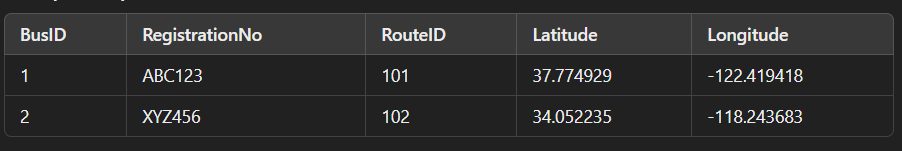 BusID RegistrationNo RouteID Latitude Longitude
1 ABC123 101 37.774929 -122.419418
2 XYZ456 102 34.052235 -118.243683